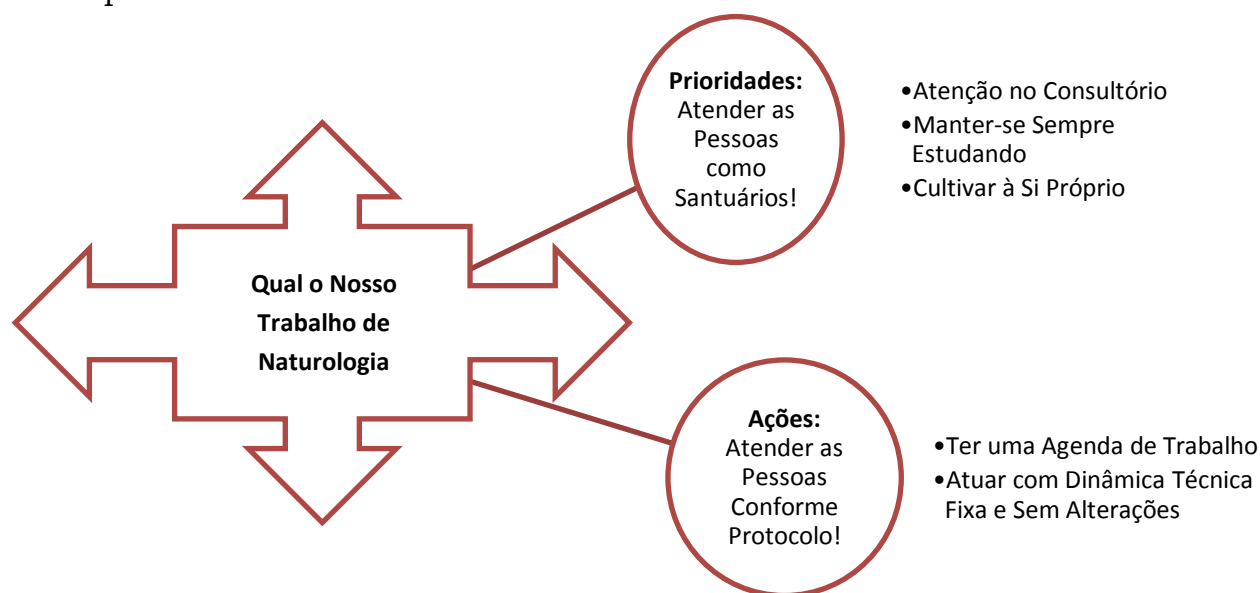 Qual o Nosso
Trabalho de
Naturologia
Prioridades:
Atender as
Pessoas
como
Santuários!
•Atenção no Consultório
•Manter-se Sempre
Estudando
•Cultivar à Si Próprio
Ações:
Atender as
Pessoas
Conforme
Protocolo!
•Ter uma Agenda de Trabalho
•Atuar com Dinâmica Técnica
Fixa e Sem Alterações